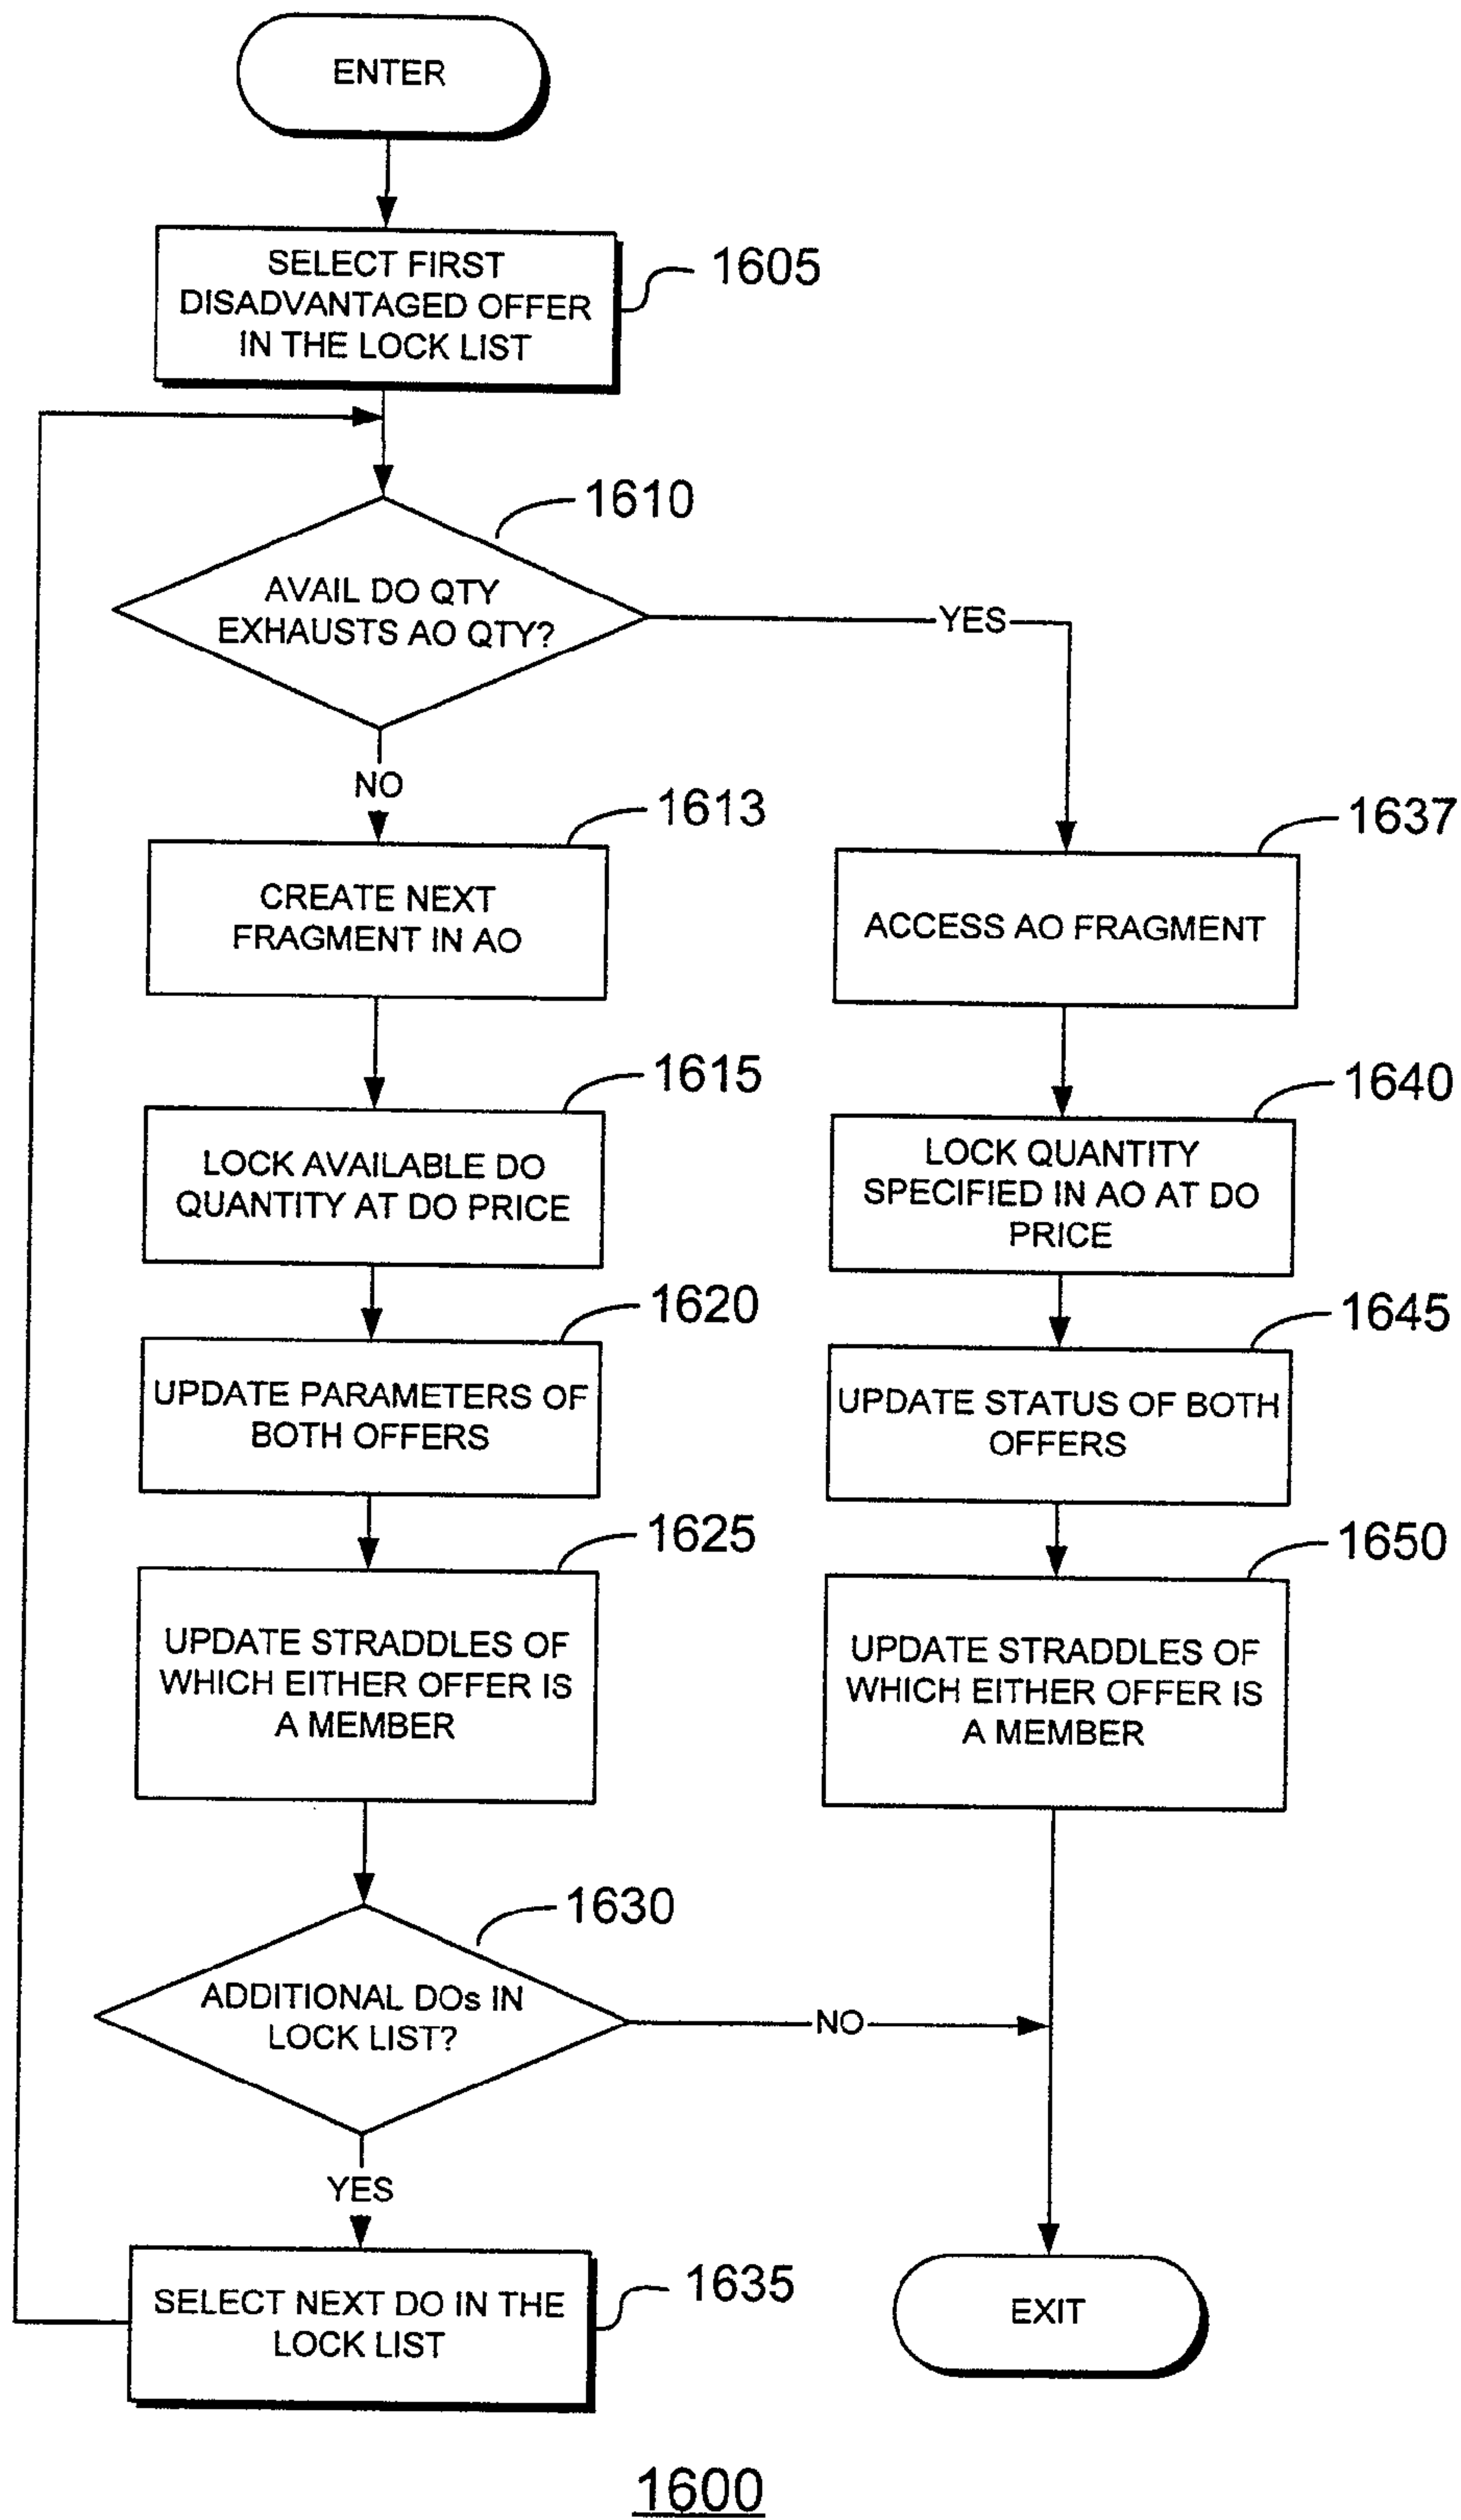 ENTER
SELECT FIRST
DISADVANTAGED OFFER
IN THE LOCK LIST
1605
1610
AVAIL DO QTY
EXHAUSTS AO QTY?
YES
NO
1613
CREATE NEXT
FRAGMENT IN AO
1637
ACCESS AO FRAGMENT
1615
LOCK AVAILABLE DO
QUANTITY AT DO PRICE
1640
LOCK QUANTITY
SPECIFIED IN AO AT DO
PRICE
1620
UPDATE PARAMETERS OF
BOTH OFFERS
1645
UPDATE STATUS OF BOTH
OFFERS
1625
UPDATE STRADDLES OF
WHICH EITHER OFFER IS
A MEMBER
1650
UPDATE STRADDLES OF
WHICH EITHER OFFER IS
A MEMBER
1630
ADDITIONAL DOs IN
LOCK LIST?
NO
YES
1635
SELECT NEXT DO IN THE
LOCK LIST
EXIT
1600